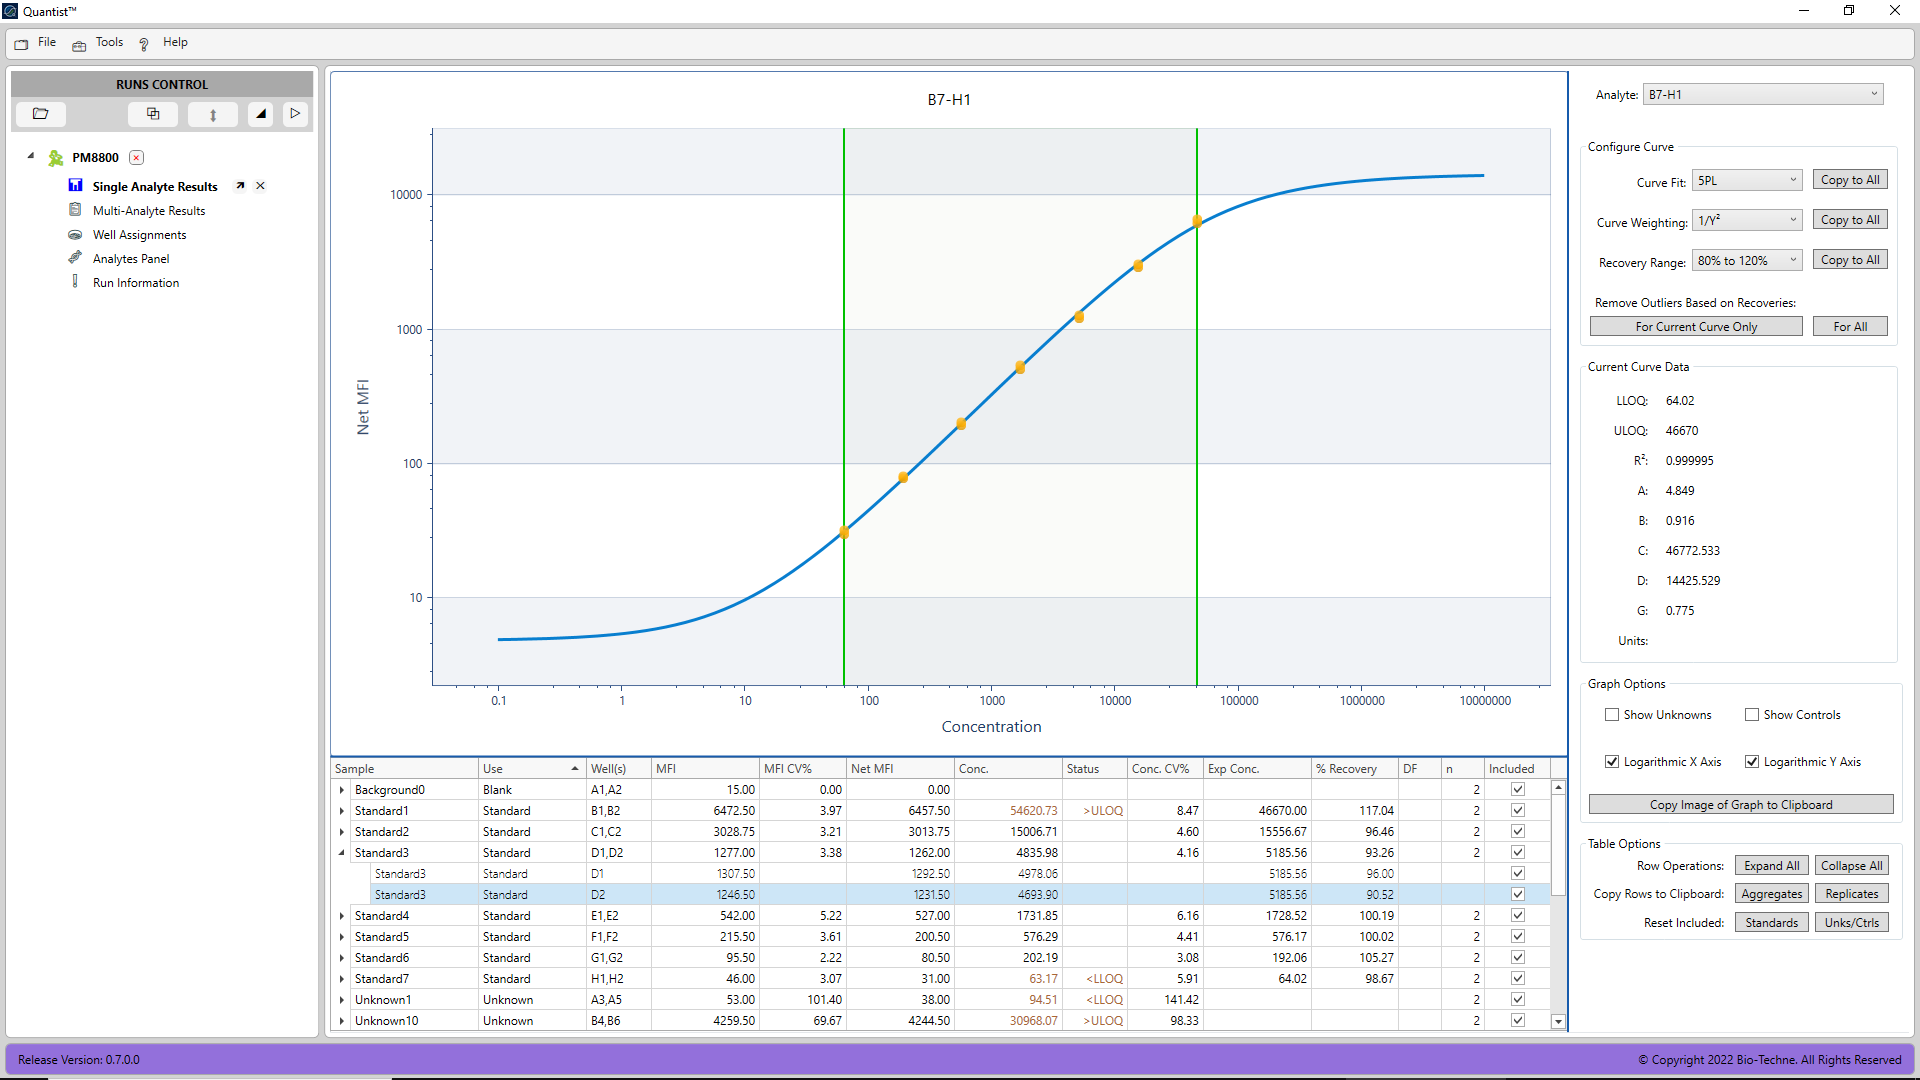 Quantist™
File Tools Help
RUNS CONTROL
PM8800
Single Analyte Results
Multi-Analyte Results
Well Assignments
Analytes Panel
Run Information
B7-H1
10000
1000
100
10
Net MFI
0.1 1 10 100 1000 10000 100000 1000000 10000000
Concentration
Sample Use Well(s) MFI MFI CV% Net MFI Conc. Status Conc. CV% Exp Conc. % Recovery DF n Included
Background0 Blank A1,A2 15.00 0.00 0.00 2
Standard1 Standard B1,B2 6472.50 3.97 6457.50 54620.73 >ULOQ 8.47 46670.00 117.04 2
Standard2 Standard C1,C2 3028.75 3.21 3013.75 15006.71 4.60 15556.67 96.46 2
Standard3 Standard D1,D2 1277.00 3.38 1262.00 4835.98 4.16 5185.56 93.26 2
Standard3 Standard D1 1307.50 1292.50 4978.06 5185.56 96.00
Standard3 Standard D2 1246.50 1231.50 4693.90 5185.56 90.52
Standard4 Standard E1,E2 542.00 5.22 527.00 1731.85 6.16 1728.52 100.19 2
Standard5 Standard F1,F2 215.50 3.61 200.50 576.29 4.41 576.17 100.02 2
Standard6 Standard G1,G2 95.50 2.22 80.50 202.19 3.08 192.06 105.27 2
Standard7 Standard H1,H2 46.00 3.07 31.00 63.17 <LLOQ 5.91 64.02 98.67 2
Unknown1 Unknown A3,A5 53.00 101.40 38.00 94.51 <LLOQ 141.42 2
Unknown10 Unknown B4,B6 4259.50 69.67 4244.50 30968.07 >ULOQ 98.33 2
Analyte: B7-H1
Configure Curve
Curve Fit: 5PL Copy to All
Curve Weighting: 1/Y² Copy to All
Recovery Range: 80% to 120% Copy to All
Remove Outliers Based on Recoveries:
For Current Curve Only For All
Current Curve Data
LLOQ: 64.02
ULOQ: 46670
R²: 0.999995
A: 4.849
B: 0.916
C: 46772.533
D: 14425.529
G: 0.775
Units:
Graph Options
Show Unknowns Show Controls
Logarithmic X Axis Logarithmic Y Axis
Copy Image of Graph to Clipboard
Table Options
Row Operations: Expand All Collapse All
Copy Rows to Clipboard: Aggregates Replicates
Reset Included: Standards Unks/Ctrls
Release Version: 0.7.0.0
© Copyright 2022 Bio-Techne. All Rights Reserved